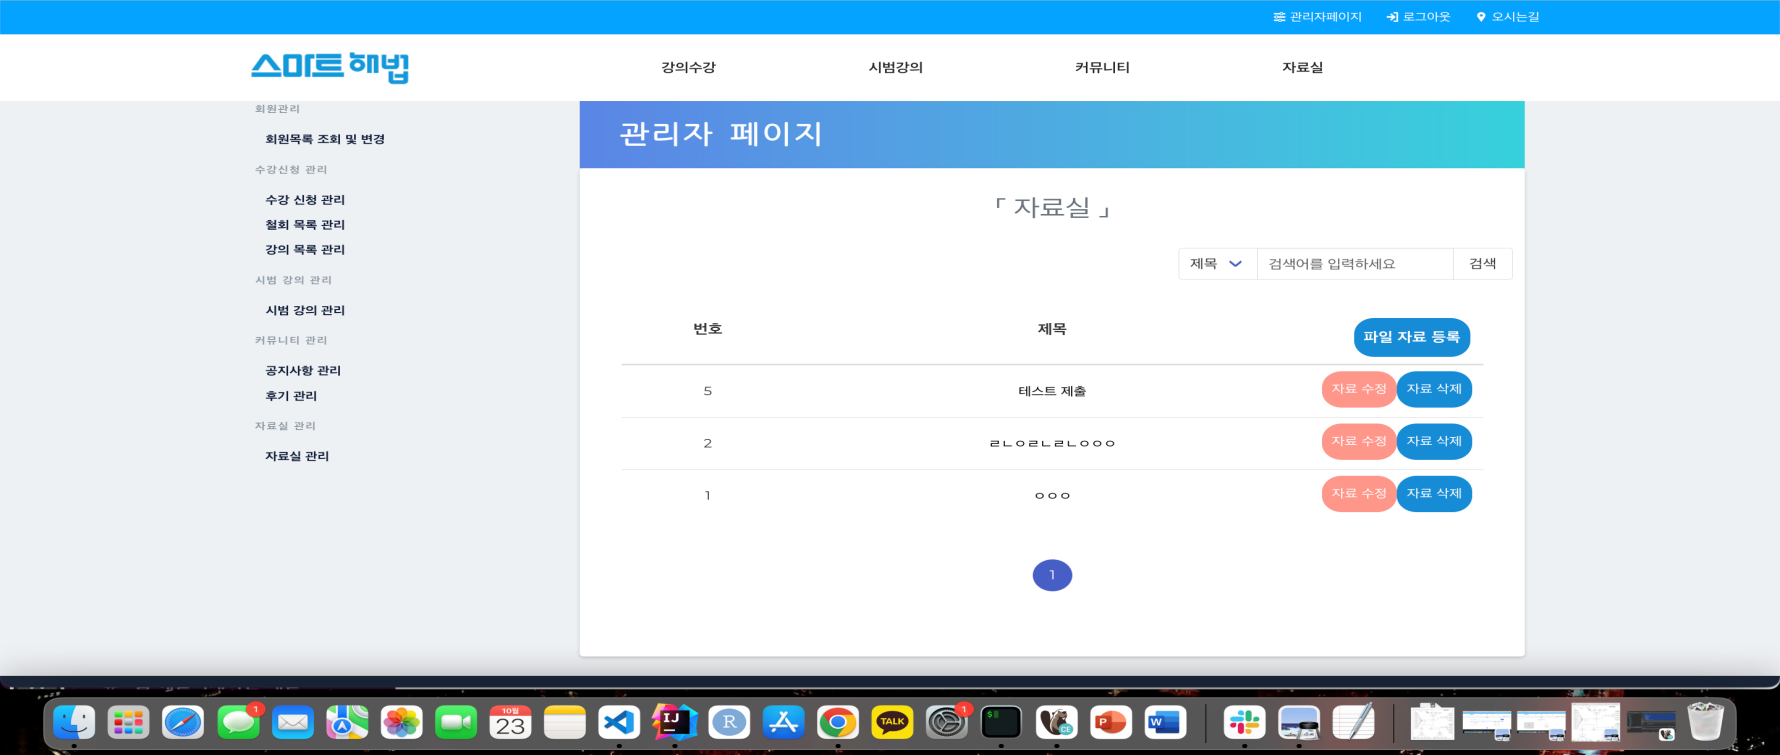 관리자페이지 로그아웃 오시는길
스마트해법 강의수강 시범강의 커뮤니티 자료실
회원관리
회원목록 조회 및 변경
수강신청 관리
수강 신청 관리
철회 목록 관리
강의 목록 관리
시범 강의 관리
시범 강의 관리
커뮤니티 관리
공지사항 관리
후기 관리
자료실 관리
자료실 관리
관리자 페이지
「 자료실 」
제목 검색어를 입력하세요 검색
번호 제목 파일 자료 등록
5 테스트 제출 자료 수정 자료 삭제
2 ㄹㄴㅇㄹㄴㄹㄴㅇㅇㅇ 자료 수정 자료 삭제
1 ㅇㅇㅇ 자료 수정 자료 삭제
1
1 10월 23 IJ R TALK 1 $ CE P W